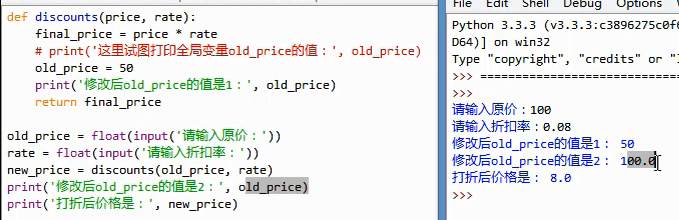 def discounts(price, rate):
    final_price = price * rate
    # print('这里试图打印全局变量old_price的值：', old_price)
    old_price = 50
    print('修改后old_price的值是1：', old_price)
    return final_price
old_price = float(input('请输入原价：'))
rate = float(input('请输入折扣率：'))
new_price = discounts(old_price, rate)
print('修改后old_price的值是2：', old_price)
print('打折后价格是：', new_price)
File Edit Shell Debug Options
Python 3.3.3 (v3.3.3:c3896275c0f6
D64)] on win32
Type "copyright", "credits" or "
>>> ================
>>>
请输入原价：100
请输入折扣率：0.08
修改后old_price的值是1： 50
修改后old_price的值是2： 100.0
打折后价格是： 8.0
>>>